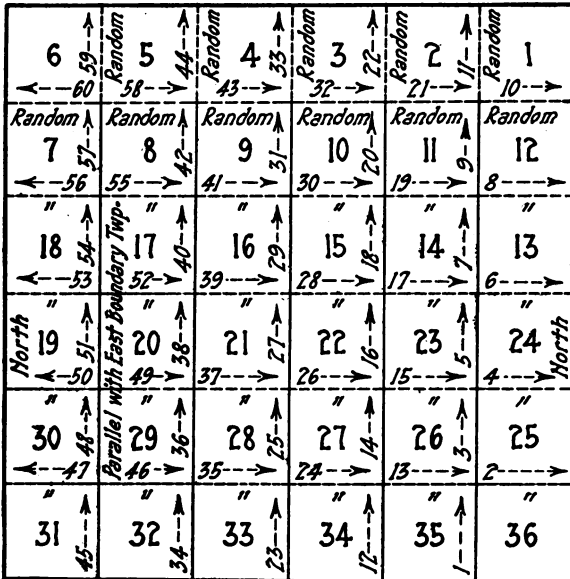 6 59 Random 5 44 Random 4 33 Random 3 22 Random 2 11 1
60 58 43 32 21 10
Random Random Random Random Random Random
7 57 8 42 9 31 10 20 11 9 12
56 55 41 30 19 8
" " " " " "
18 54 17 40 16 29 15 18 14 7 13
53 52 39 28 17 6
" " " " " "
19 51 20 38 21 27 22 16 23 5 24
50 49 37 26 15 4
" " " " " "
30 48 29 36 28 25 27 14 26 3 25
47 46 35 24 13 2
" " " " " "
31 45 32 34 33 23 34 12 35 1 36
North
Parallel with East Boundary Twp.
North